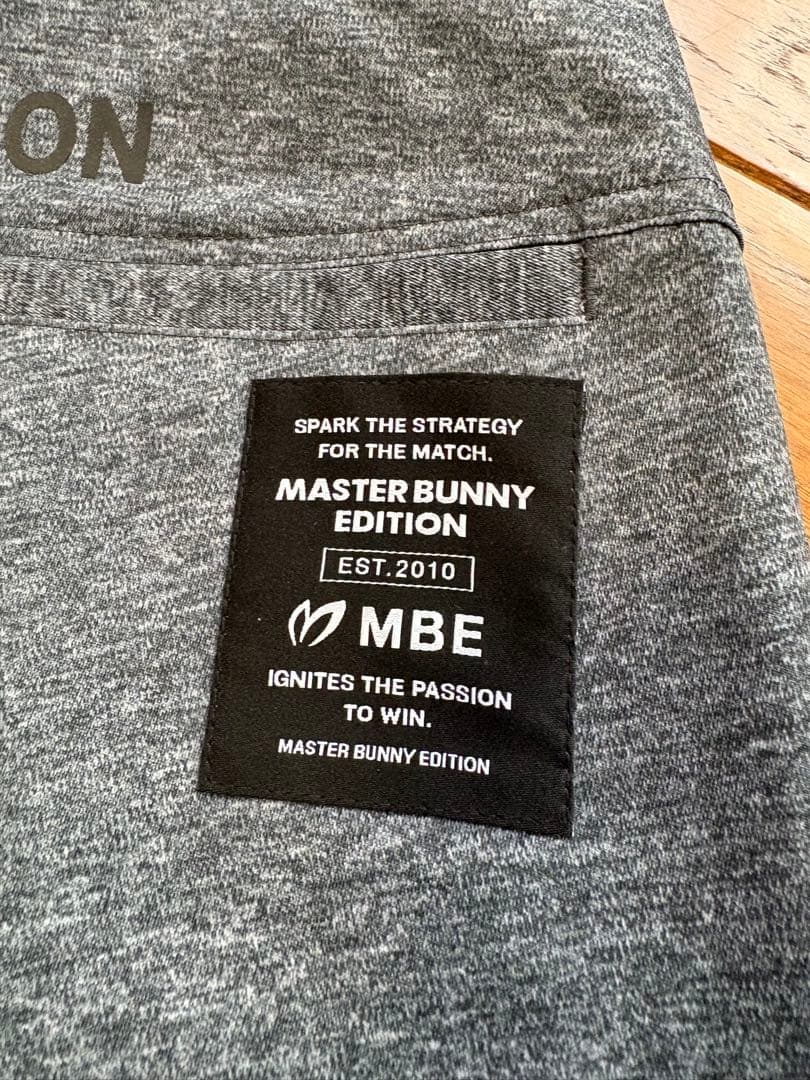 ON
SPARK THE STRATEGY
FOR THE MATCH.
MASTER BUNNY
EDITION
EST.2010
MBE
IGNITES THE PASSION
TO WIN.
MASTER BUNNY EDITION